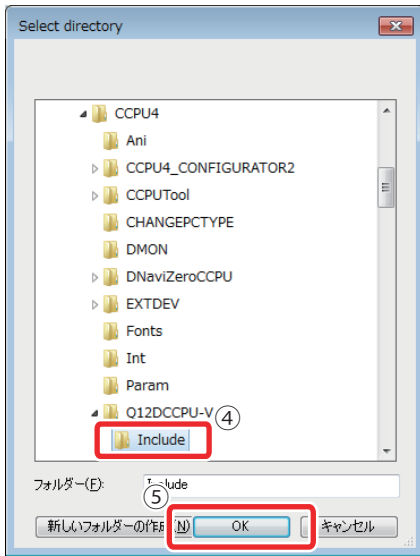 Select directory
CCPU4
Ani
CCPU4_CONFIGURATOR2
CCPUTool
CHANGEPCTYPE
DMON
DNaviZeroCCPU
EXTDEV
Fonts
Int
Param
Q12DCCPU-V
④
Include
フォルダー(F): Include
⑤
新しいフォルダーの作成(N) OK キャンセル